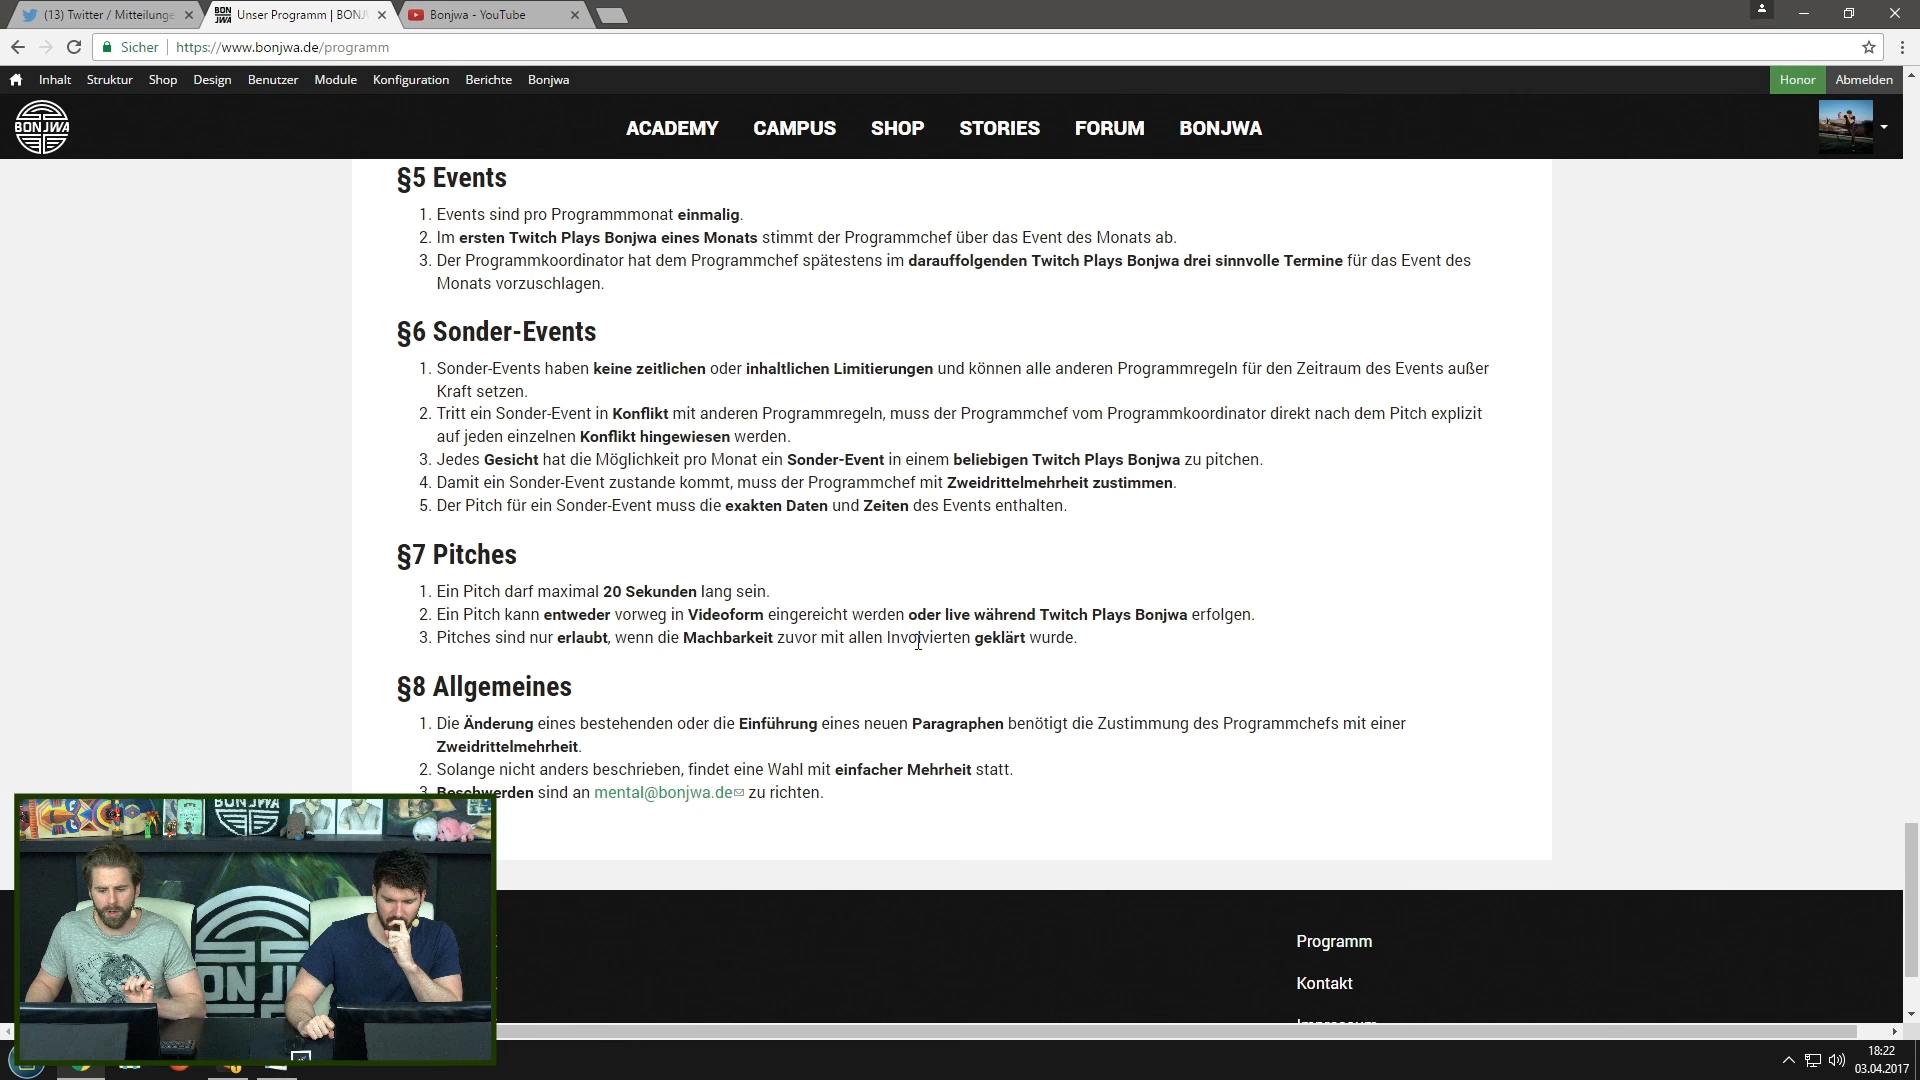 (13) Twitter / Mitteilunge
Unser Programm | BONJW
Bonjwa - YouTube
Sicher
https://www.bonjwa.de/programm
Inhalt Struktur Shop Design Benutzer Module Konfiguration Berichte Bonjwa
Honor Abmelden
BONJWA
ACADEMY CAMPUS SHOP STORIES FORUM BONJWA
§5 Events
1. Events sind pro Programmmonat einmalig.
2. Im ersten Twitch Plays Bonjwa eines Monats stimmt der Programmchef über das Event des Monats ab.
3. Der Programmkoordinator hat dem Programmchef spätestens im darauffolgenden Twitch Plays Bonjwa drei sinnvolle Termine für das Event des
Monats vorzuschlagen.
§6 Sonder-Events
1. Sonder-Events haben keine zeitlichen oder inhaltlichen Limitierungen und können alle anderen Programmregeln für den Zeitraum des Events außer
Kraft setzen.
2. Tritt ein Sonder-Event in Konflikt mit anderen Programmregeln, muss der Programmchef vom Programmkoordinator direkt nach dem Pitch explizit
auf jeden einzelnen Konflikt hingewiesen werden.
3. Jedes Gesicht hat die Möglichkeit pro Monat ein Sonder-Event in einem beliebigen Twitch Plays Bonjwa zu pitchen.
4. Damit ein Sonder-Event zustande kommt, muss der Programmchef mit Zweidrittelmehrheit zustimmen.
5. Der Pitch für ein Sonder-Event muss die exakten Daten und Zeiten des Events enthalten.
§7 Pitches
1. Ein Pitch darf maximal 20 Sekunden lang sein.
2. Ein Pitch kann entweder vorweg in Videoform eingereicht werden oder live während Twitch Plays Bonjwa erfolgen.
3. Pitches sind nur erlaubt, wenn die Machbarkeit zuvor mit allen Involvierten geklärt wurde.
§8 Allgemeines
1. Die Änderung eines bestehenden oder die Einführung eines neuen Paragraphen benötigt die Zustimmung des Programmchefs mit einer
Zweidrittelmehrheit.
2. Solange nicht anders beschrieben, findet eine Wahl mit einfacher Mehrheit statt.
3. Beschwerden sind an mental@bonjwa.de zu richten.
BONJWA
Programm
Kontakt
Impressum
18:22
03.04.2017